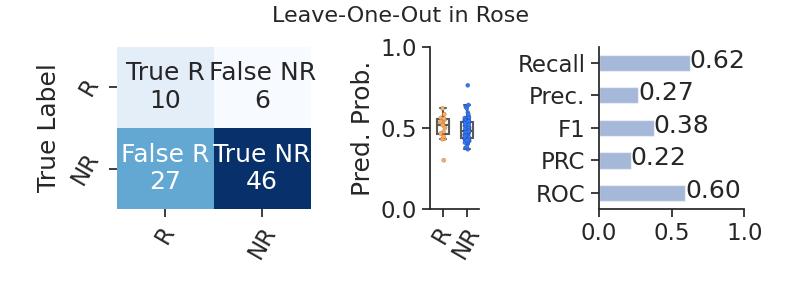 Leave-One-Out in Rose
True Label
R
NR
True R
10
False NR
6
False R
27
True NR
46
R
NR
Pred. Prob.
1.0
0.5
0.0
R
NR
Recall
0.62
Prec.
0.27
F1
0.38
PRC
0.22
ROC
0.60
0.0 0.5 1.0